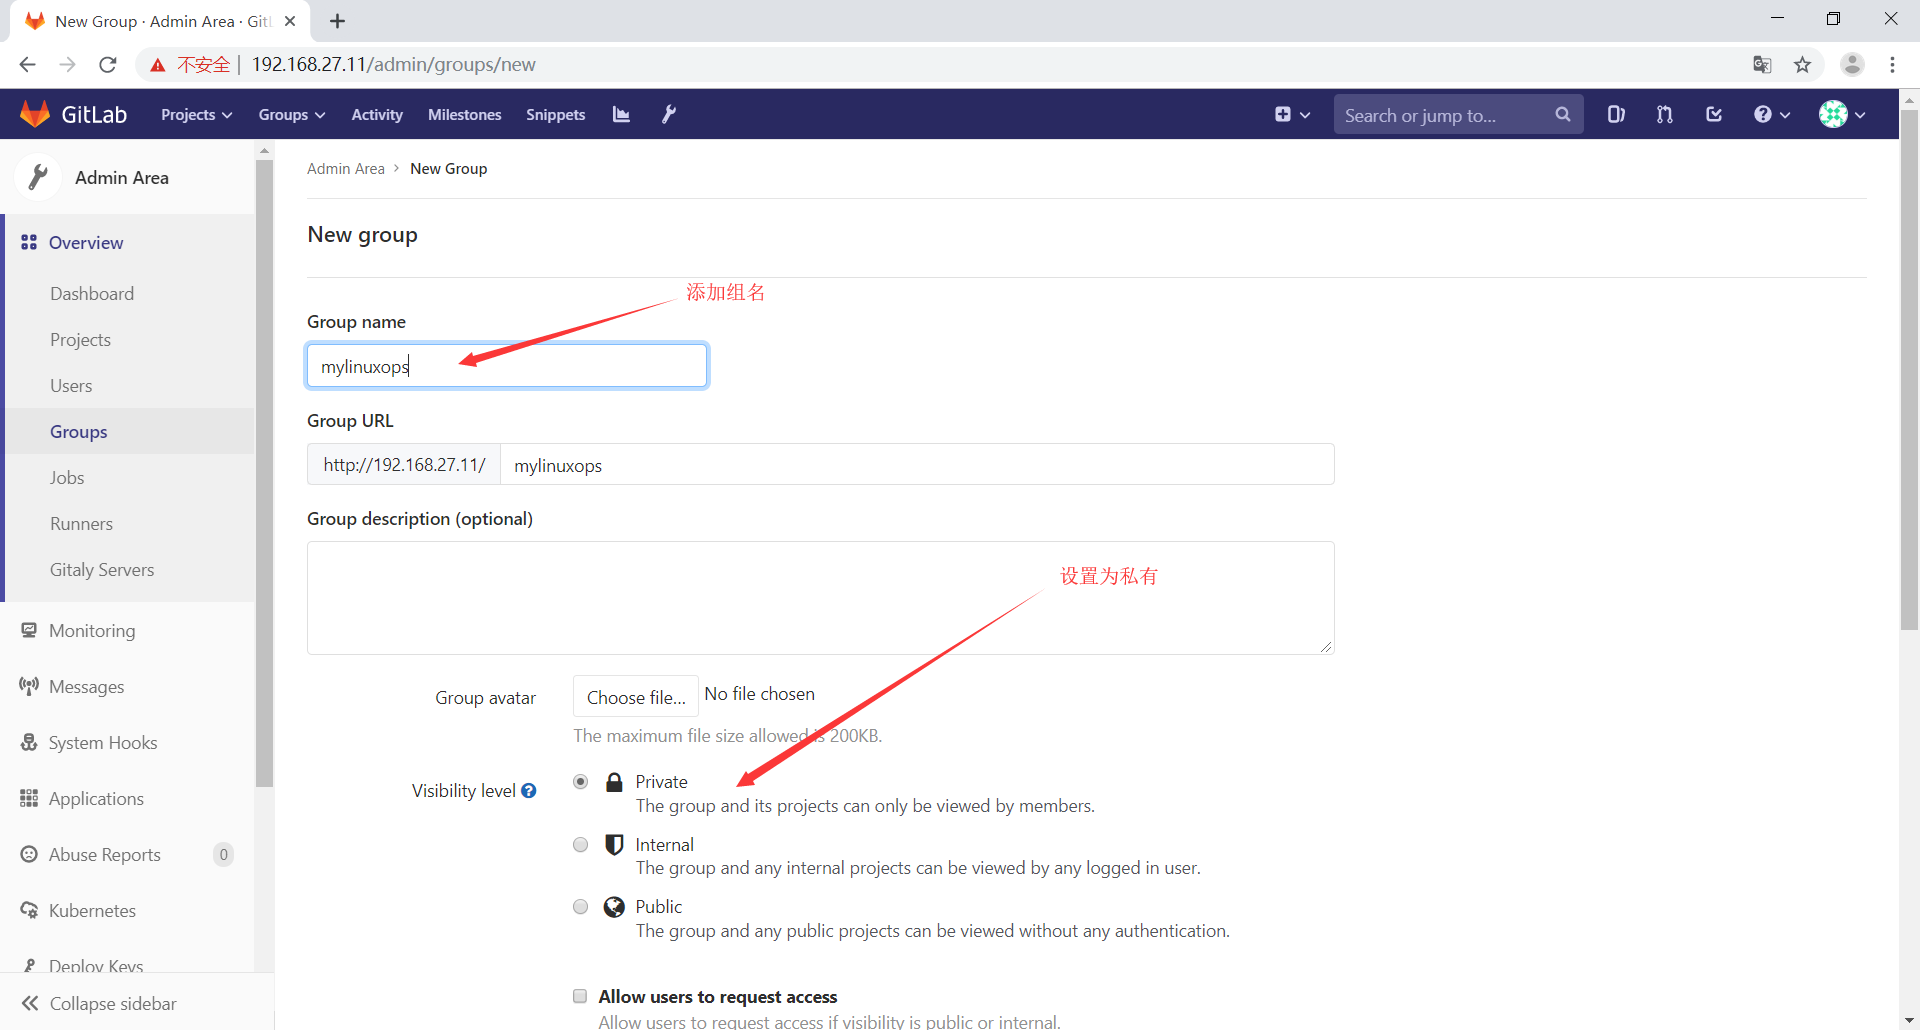 New Group · Admin Area · Git
不安全 | 192.168.27.11/admin/groups/new
GitLab Projects Groups Activity Milestones Snippets Search or jump to...
Admin Area
Overview
Dashboard
Projects
Users
Groups
Jobs
Runners
Gitaly Servers
Monitoring
Messages
System Hooks
Applications
Abuse Reports 0
Kubernetes
Deploy Keys
Collapse sidebar
Admin Area > New Group
New group
添加组名
Group name
mylinuxops
Group URL
http://192.168.27.11/ mylinuxops
Group description (optional)
设置为私有
Group avatar Choose file... No file chosen
The maximum file size allowed is 200KB.
Visibility level
Private
The group and its projects can only be viewed by members.
Internal
The group and any internal projects can be viewed by any logged in user.
Public
The group and any public projects can be viewed without any authentication.
Allow users to request access
Allow users to request access if visibility is public or internal.